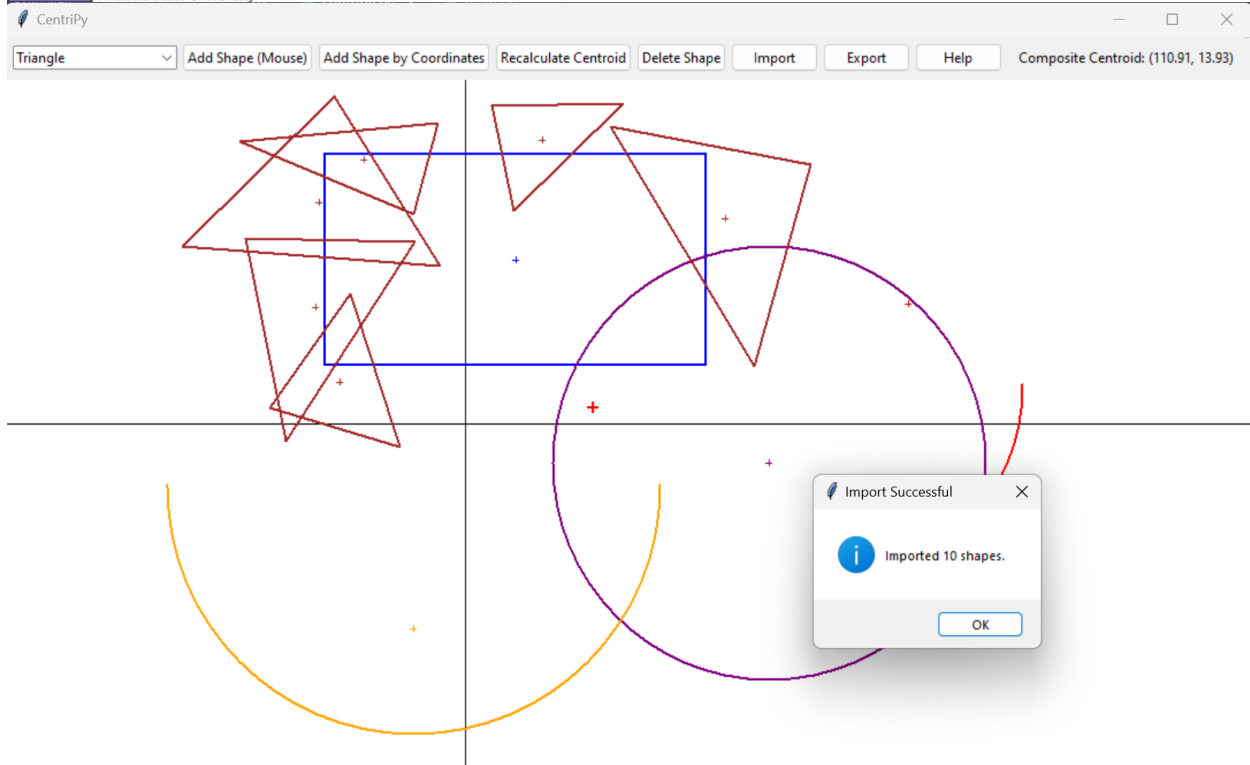 CentriPy
Triangle Add Shape (Mouse) Add Shape by Coordinates Recalculate Centroid Delete Shape Import Export Help Composite Centroid: (110.91, 13.93)
Import Successful
Imported 10 shapes.
OK